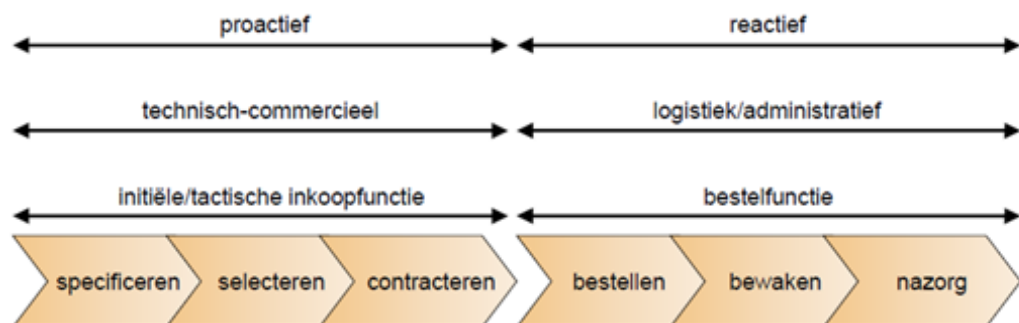 proactief reactief
technisch-commercieel logistiek/administratief
initiële/tactische inkoopfunctie bestelfunctie
specificeren selecteren contracteren bestellen bewaken nazorg